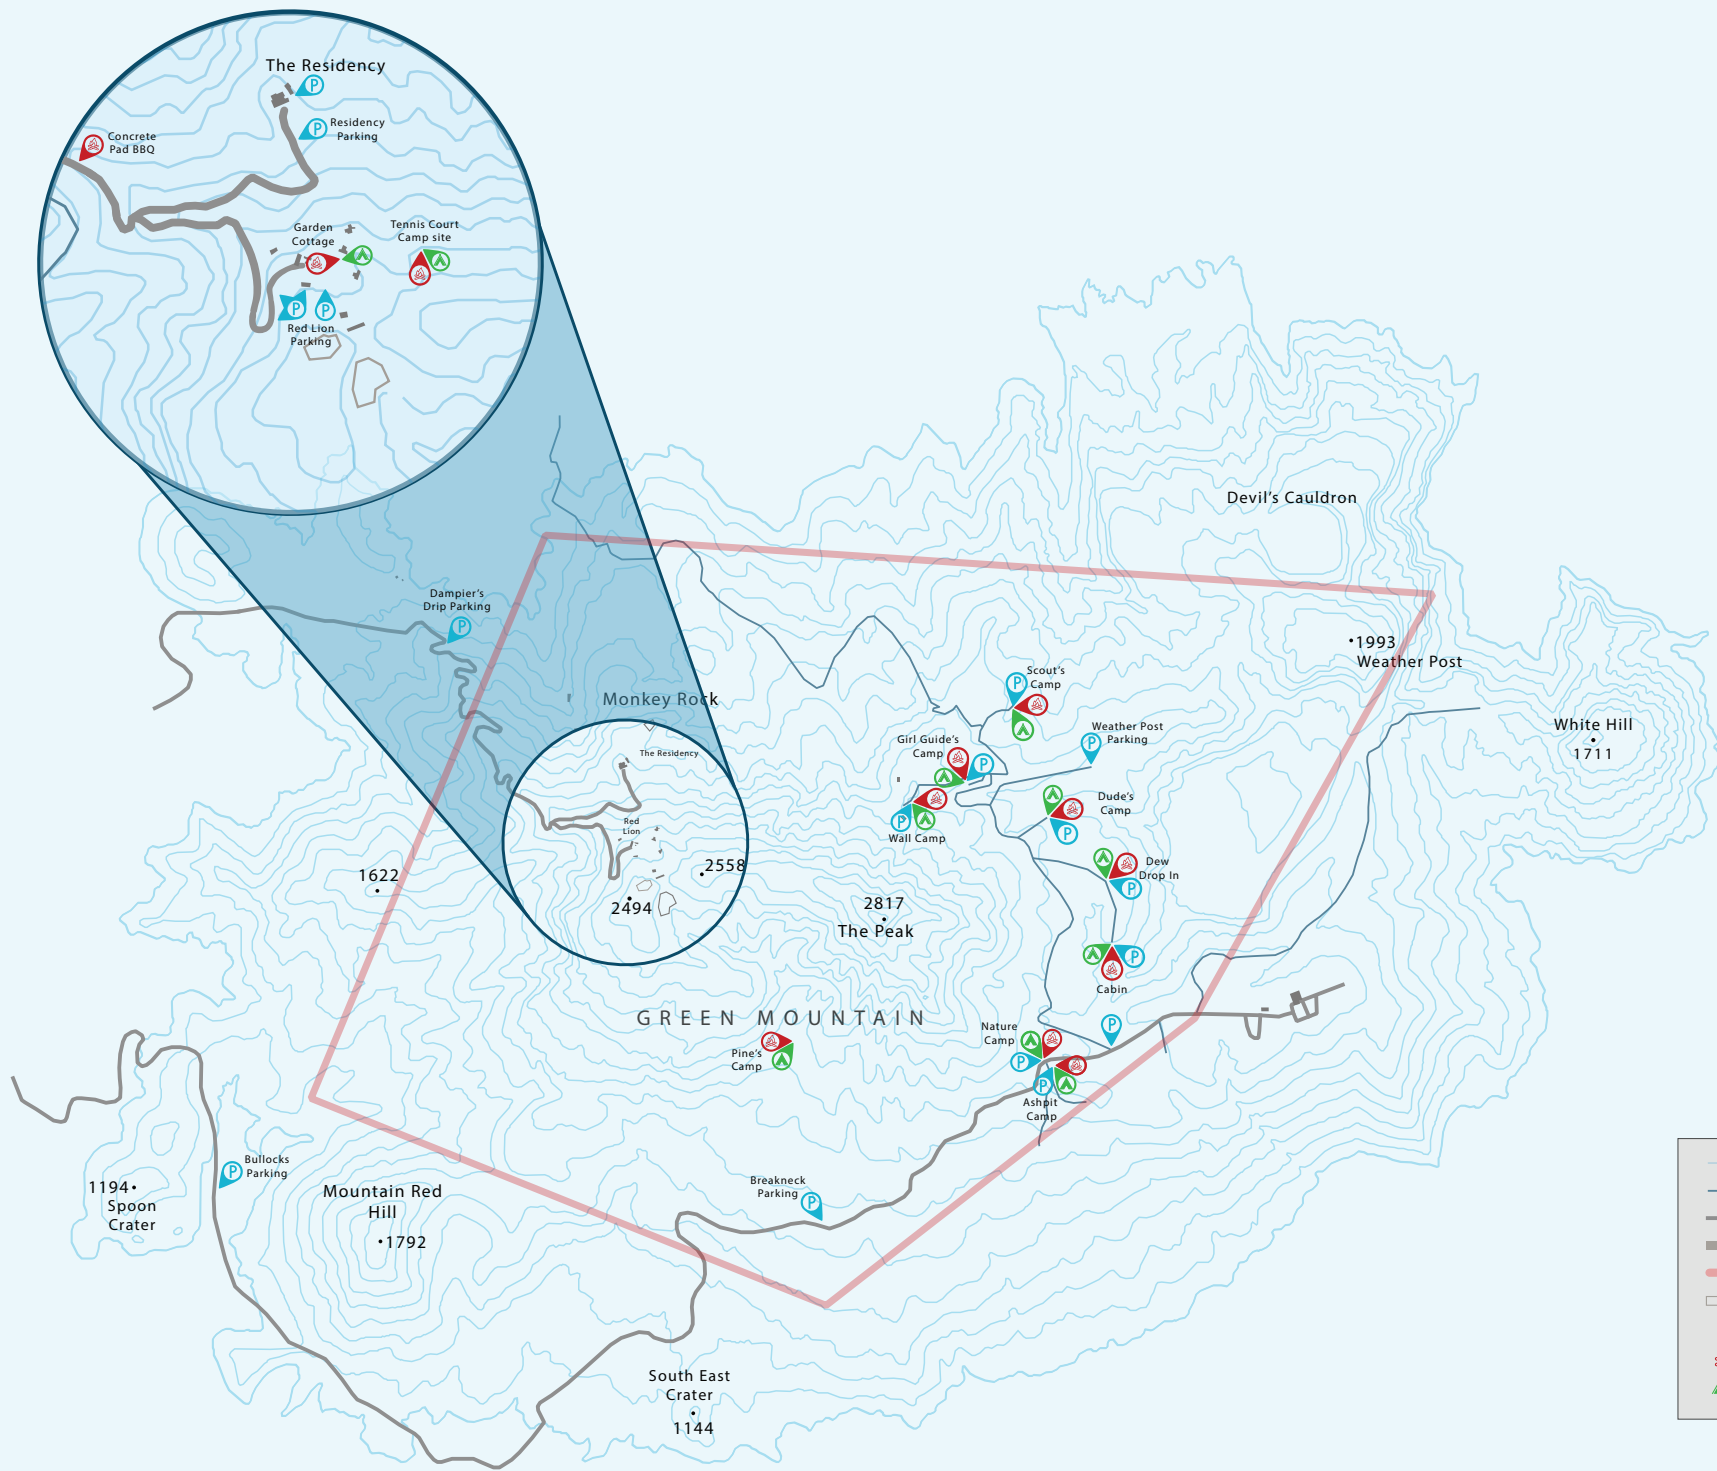 The Residency
P
Residency
Parking
P
Concrete
Pad BBQ
Garden
Cottage
Tennis Court
Camp site
P
P
Red Lion
Parking
Devil's Cauldron
Dampier's
Drip Parking
P
1993
Weather Post
Scout's
Camp
P
Monkey Rock
White Hill
1711
Weather Post
Parking
P
Girl Guide's
Camp
P
The Residency
Dude's
Camp
P
Wall Camp
P
Red
Lion
Dew
Drop In
P
2558
1622
2494
2817
The Peak
P
Cabin
GREEN MOUNTAIN
P
Nature
Camp
P
Pine's
Camp
P
Ashpit
Camp
Bullocks
Parking
P
1194
Spoon
Crater
Mountain Red
Hill
1792
Breakneck
Parking
P
South East
Crater
1144